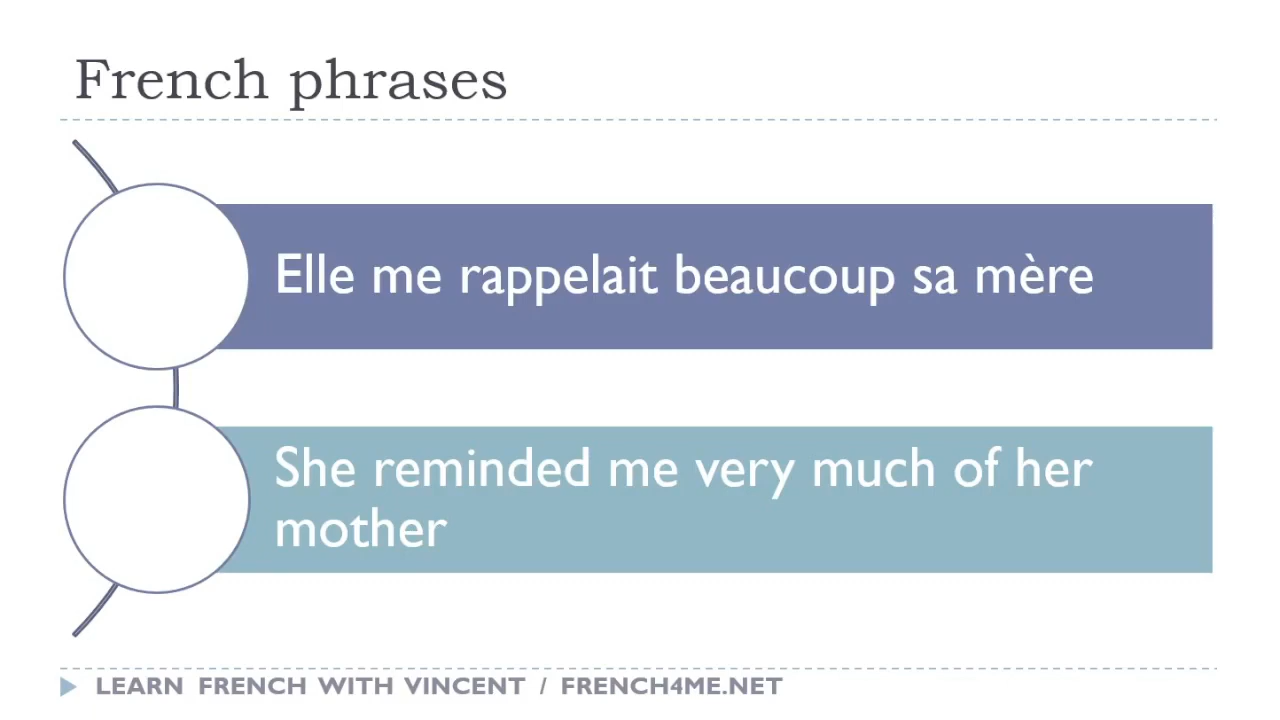 French phrases
Elle me rappelait beaucoup sa mère
She reminded me very much of her
mother
LEARN FRENCH WITH VINCENT / FRENCH4ME.NET